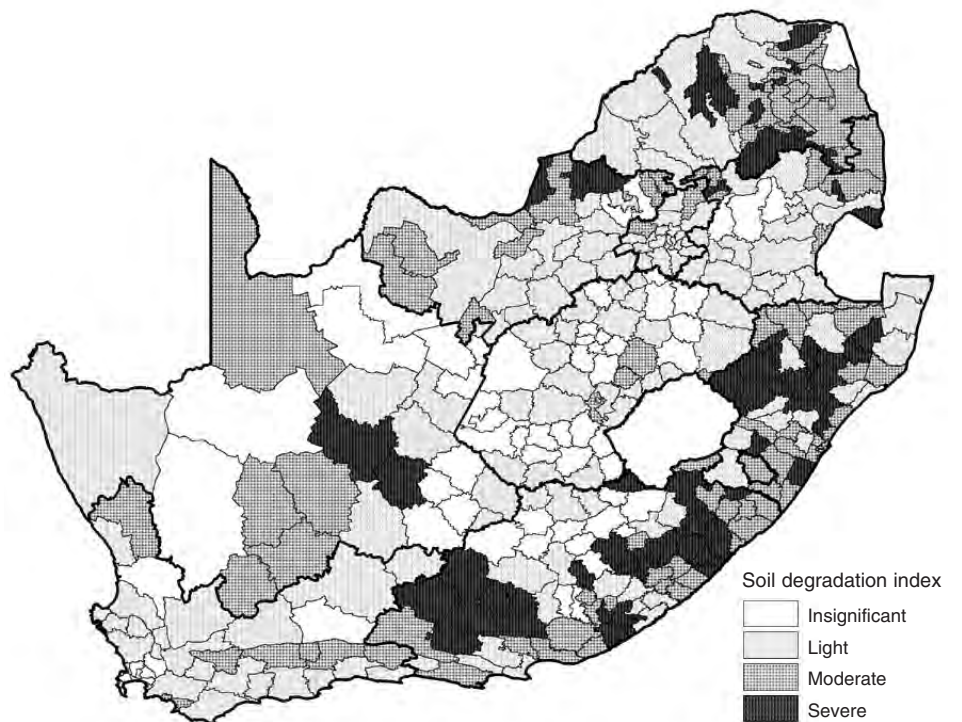 Soil degradation index
Insignificant
Light
Moderate
Severe